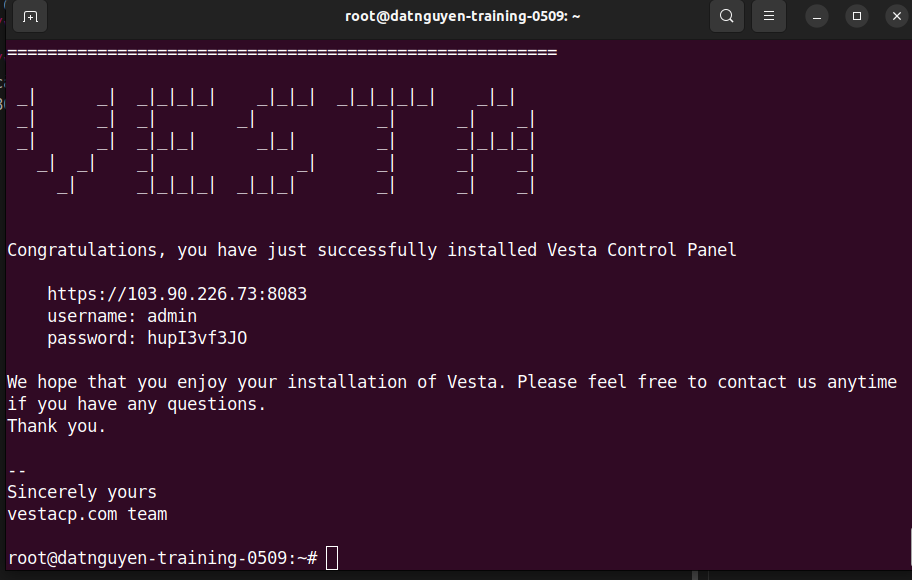 root@datnguyen-training-0509: ~
=======================================================
 _|      _|  _|_|_|_|    _|_|_|  _|_|_|_|_|    _|_|
 _|      _|  _|        _|            _|      _|    _|
 _|      _|  _|_|_|      _|_|        _|      _|_|_|_|
   _|  _|    _|              _|      _|      _|    _|
     _|      _|_|_|_|  _|_|_|        _|      _|    _|
Congratulations, you have just successfully installed Vesta Control Panel
https://103.90.226.73:8083
username: admin
password: hupI3vf3JO
We hope that you enjoy your installation of Vesta. Please feel free to contact us anytime
if you have any questions.
Thank you.
--
Sincerely yours
vestacp.com team
root@datnguyen-training-0509:~#